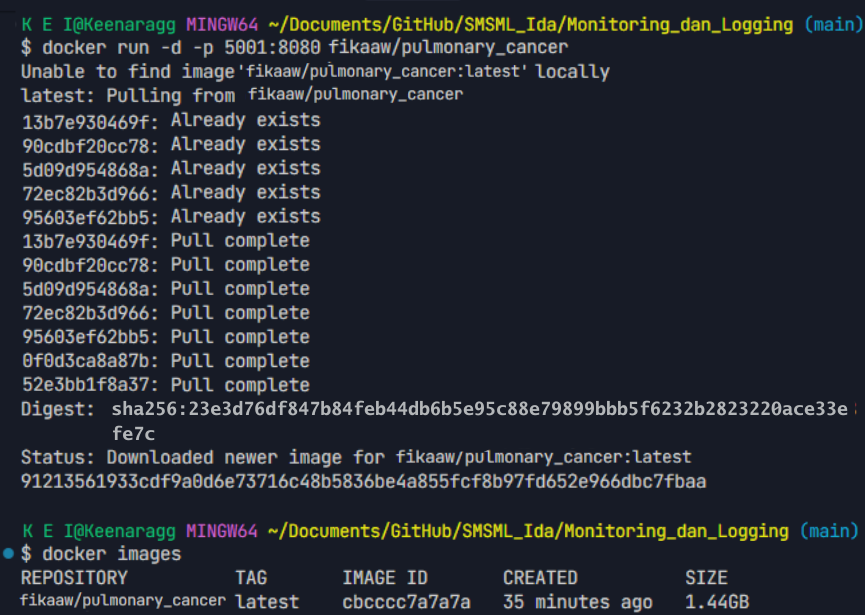 K E I@Keenaragg MINGW64 ~/Documents/GitHub/SMSML_Ida/Monitoring_dan_Logging (main)
$ docker run -d -p 5001:8080 fikaaw/pulmonary_cancer
Unable to find image 'fikaaw/pulmonary_cancer:latest' locally
latest: Pulling from fikaaw/pulmonary_cancer
13b7e930469f: Already exists
90cdbf20cc78: Already exists
5d09d954868a: Already exists
72ec82b3d966: Already exists
95603ef62bb5: Already exists
13b7e930469f: Pull complete
90cdbf20cc78: Pull complete
5d09d954868a: Pull complete
72ec82b3d966: Pull complete
95603ef62bb5: Pull complete
0f0d3ca8a87b: Pull complete
52e3bb1f8a37: Pull complete
Digest: sha256:23e3d76df847b84feb44db6b5e95c88e79899bbb5f6232b2823220ace33e
fe7c
Status: Downloaded newer image for fikaaw/pulmonary_cancer:latest
91213561933cdf9a0d6e73716c48b5836be4a855fcf8b97fd652e966dbc7fbaa
K E I@Keenaragg MINGW64 ~/Documents/GitHub/SMSML_Ida/Monitoring_dan_Logging (main)
$ docker images
REPOSITORY TAG IMAGE ID CREATED SIZE
fikaaw/pulmonary_cancer latest cbcccc7a7a7a 35 minutes ago 1.44GB